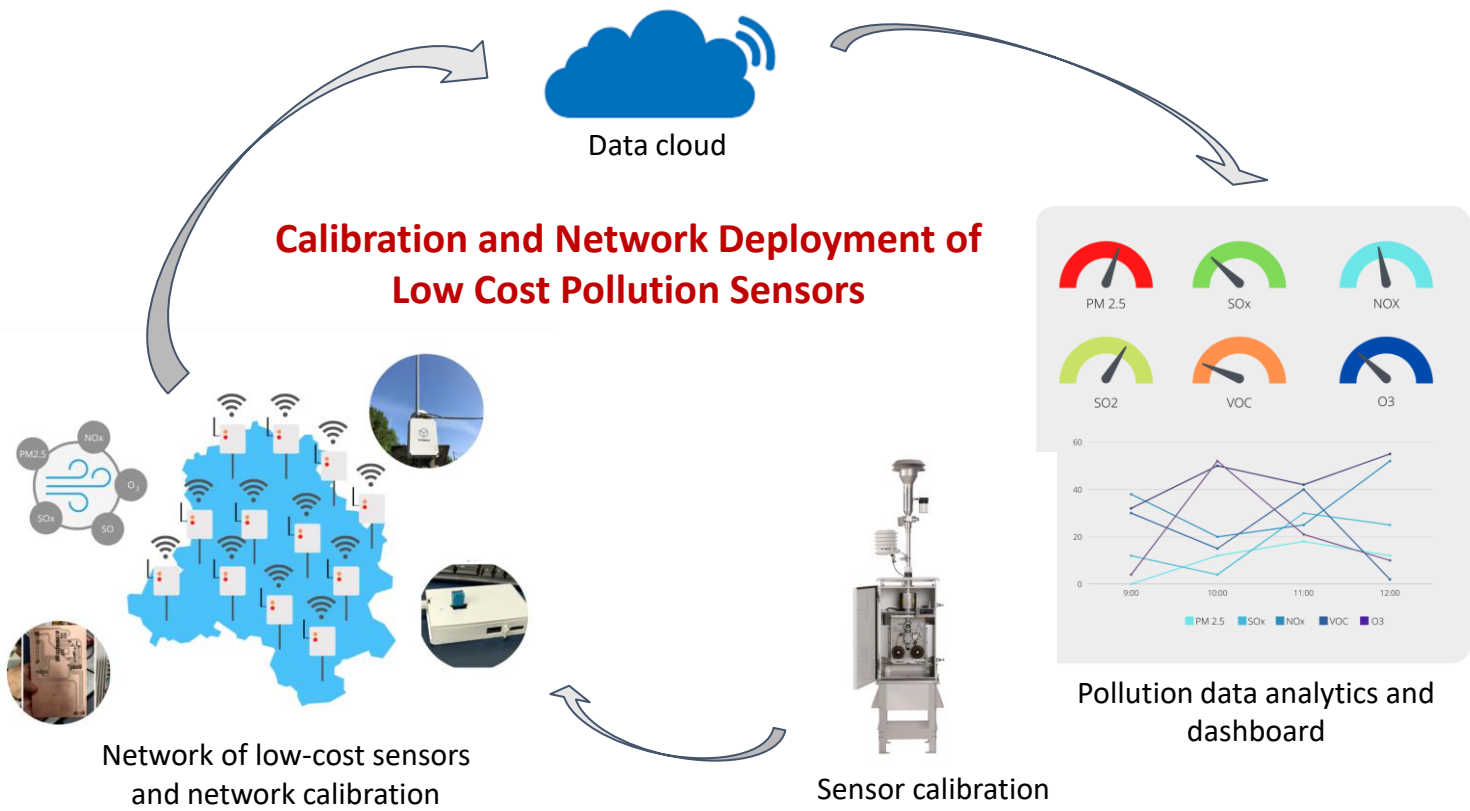 Data cloud
Calibration and Network Deployment of
Low Cost Pollution Sensors
PM 2.5
SOx
NOX
SO2
VOC
O3
NOx
PM2.5
O3
SOx
SO
60
40
20
0
9:00
10:00
11:00
12:00
PM 2.5
SOx
NOx
VOC
O3
Network of low-cost sensors
and network calibration
Sensor calibration
Pollution data analytics and
dashboard